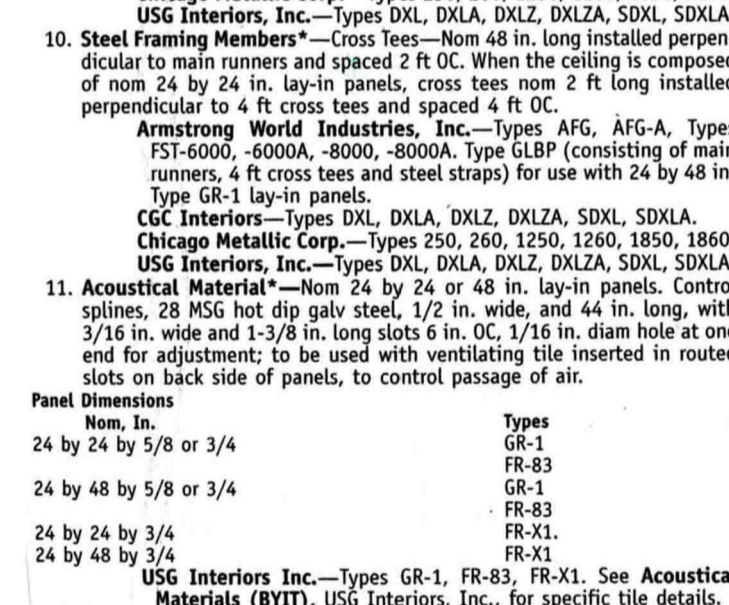 USG Interiors, Inc.—Types DXL, DXLA, DXLZ, DXLZA, SDXL, SDXLA
10. Steel Framing Members*—Cross Tees—Nom 48 in. long installed perpen
dicular to main runners and spaced 2 ft OC. When the ceiling is composed
of nom 24 by 24 in. lay-in panels, cross tees nom 2 ft long installed
perpendicular to 4 ft cross tees and spaced 4 ft OC.
Armstrong World Industries, Inc.—Types AFG, AFG-A, Type
FST-6000, -6000A, -8000, -8000A. Type GLBP (consisting of main
runners, 4 ft cross tees and steel straps) for use with 24 by 48 in
Type GR-1 lay-in panels.
CGC Interiors—Types DXL, DXLA, DXLZ, DXLZA, SDXL, SDXLA.
Chicago Metallic Corp.—Types 250, 260, 1250, 1260, 1850, 1860
USG Interiors, Inc.—Types DXL, DXLA, DXLZ, DXLZA, SDXL, SDXLA
11. Acoustical Material*—Nom 24 by 24 or 48 in. lay-in panels. Contro
splines, 28 MSG hot dip galv steel, 1/2 in. wide, and 44 in. long, with
3/16 in. wide and 1-3/8 in. long slots 6 in. OC, 1/16 in. diam hole at one
end for adjustment; to be used with ventilating tile inserted in routed
slots on back side of panels, to control passage of air.
Panel Dimensions
Nom, In. Types
24 by 24 by 5/8 or 3/4 GR-1
FR-83
24 by 48 by 5/8 or 3/4 GR-1
FR-83
24 by 24 by 3/4 FR-X1.
24 by 48 by 3/4 FR-X1
USG Interiors Inc.—Types GR-1, FR-83, FR-X1. See Acoustica
Materials (BYIT), USG Interiors, Inc., for specific tile details.